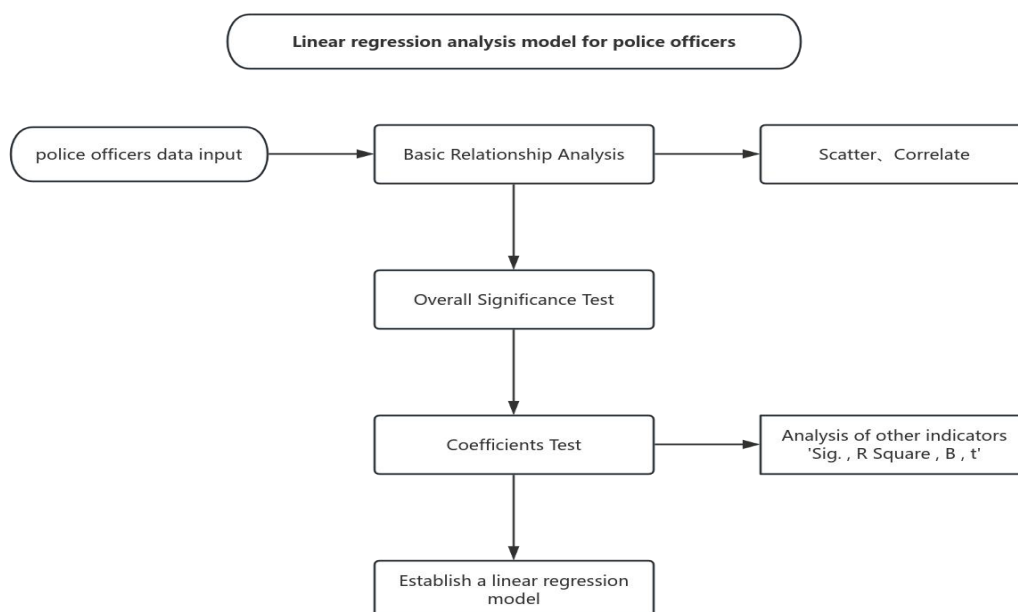 Linear regression analysis model for police officers
police officers data input
Basic Relationship Analysis
Scatter、Correlate
Overall Significance Test
Coefficients Test
Analysis of other indicators
'Sig. , R Square , B , t'
Establish a linear regression
model